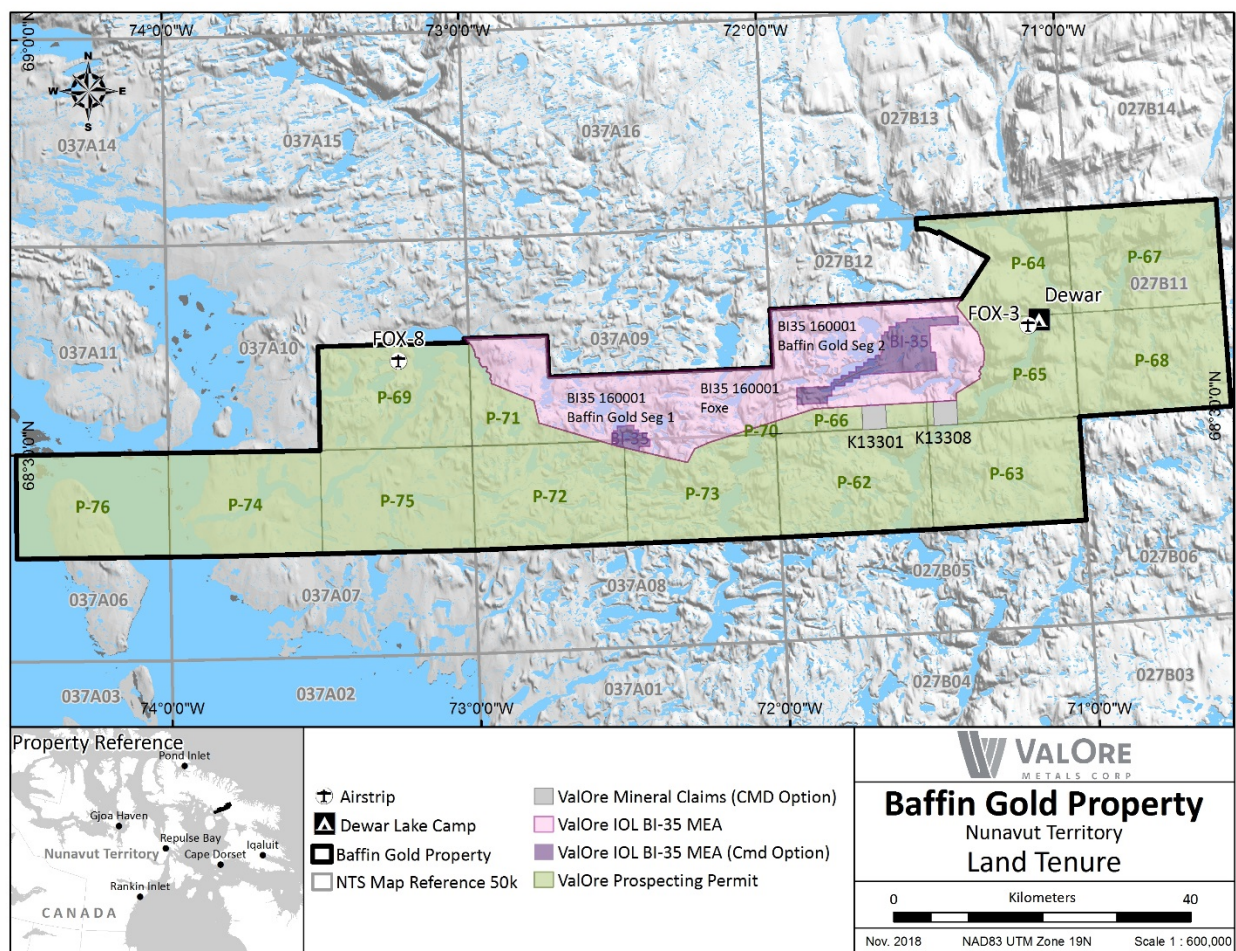 74°0'0"W
73°0'0"W
72°0'0"W
71°0'0"W
69°0'0"N
N
W
E
S
037A14
037A15
037A16
027B13
027B14
027B12
P-64
P-67
027B11
Dewar
FOX-3
FOX-8
037A11
037A10
037A09
BI35 160001
Baffin Gold Seg 2
BI-35
P-65
P-68
P-69
P-71
BI35 160001
Baffin Gold Seg 1
BI35 160001
Foxe
BI-35
P-70
P-66
K13301
K13308
68°30'0"N
68°30'0"N
P-76
P-74
P-75
P-72
P-73
P-62
P-63
037A06
037A07
037A08
027B05
027B06
037A03
037A02
037A01
027B04
027B03
74°0'0"W
73°0'0"W
72°0'0"W
71°0'0"W
Property Reference
Pond Inlet
Gjoa Haven
Repulse Bay
Nunavut Territory
Cape Dorset
Iqaluit
Rankin Inlet
CANADA
Airstrip
Dewar Lake Camp
Baffin Gold Property
NTS Map Reference 50k
ValOre Mineral Claims (CMD Option)
ValOre IOL BI-35 MEA
ValOre IOL BI-35 MEA (Cmd Option)
ValOre Prospecting Permit
VALORE
METALS CORP
Baffin Gold Property
Nunavut Territory
Land Tenure
0 Kilometers 40
Nov. 2018 NAD83 UTM Zone 19N Scale 1 : 600,000